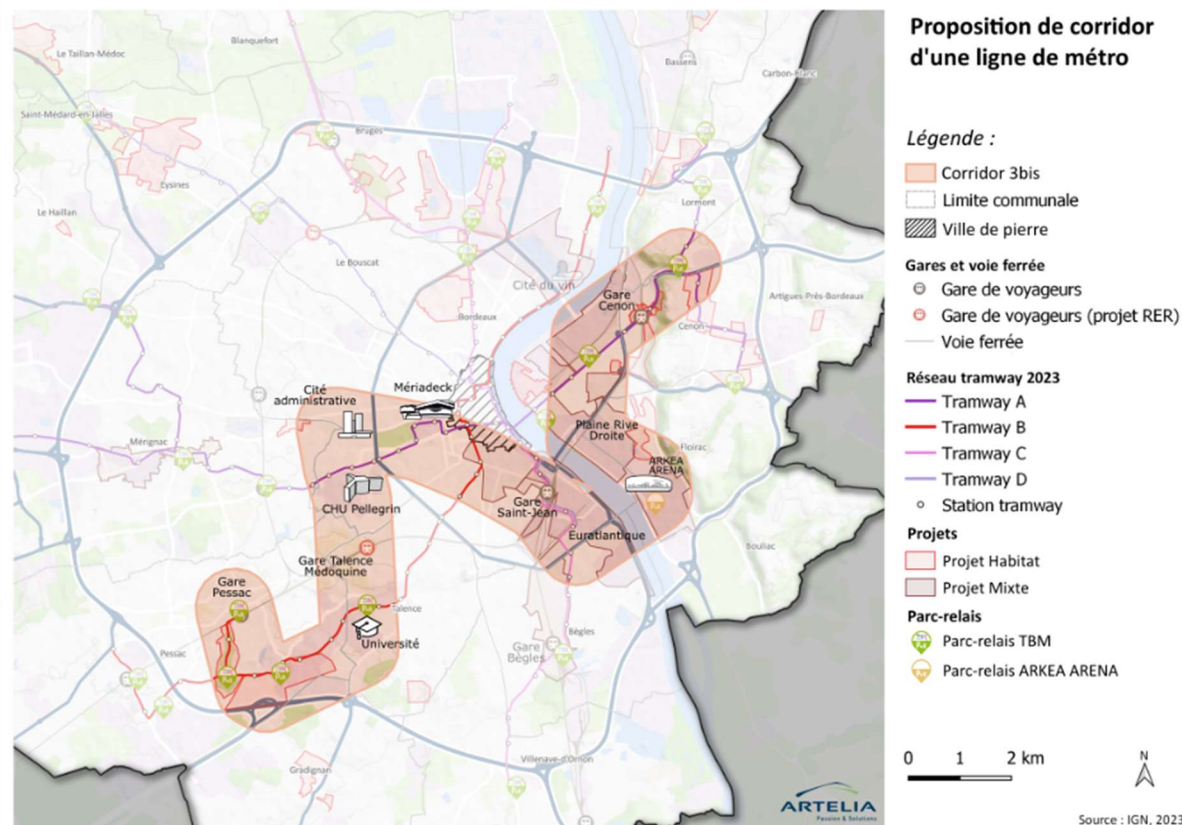 Proposition de corridor
d'une ligne de métro
Légende :
Corridor 3bis
Limite communale
Ville de pierre
Gares et voie ferrée
Gare de voyageurs
Gare de voyageurs (projet RER)
Voie ferrée
Réseau tramway 2023
Tramway A
Tramway B
Tramway C
Tramway D
Station tramway
Projets
Projet Habitat
Projet Mixte
Parc-relais
Parc-relais TBM
Parc-relais ARKEA ARENA
0 1 2 km
N
Source : IGN, 2023
Le Taillan-Médoc
Blanquefort
Bassens
Carbon-Blanc
Saint-Médard-en-Jalles
Bruges
Eysines
Le Haillan
Lormont
Le Bouscat
Cité du vin
Gare
Cenon
Artigues-Près-Bordeaux
Bordeaux
Cenon
Cité
administrative
Mériadeck
Plaine Rive
Droite
Floirac
Mérignac
ARKEA
ARENA
CHU Pellegrin
Gare
Saint-Jean
Euratlantique
Bouliac
Gare Talence
Médoquine
Gare
Pessac
Talence
Université
Bègles
Gare
Bègles
Pessac
Villenave-d'Ornon
Gradignan
ARTELIA
Passion & Solutions